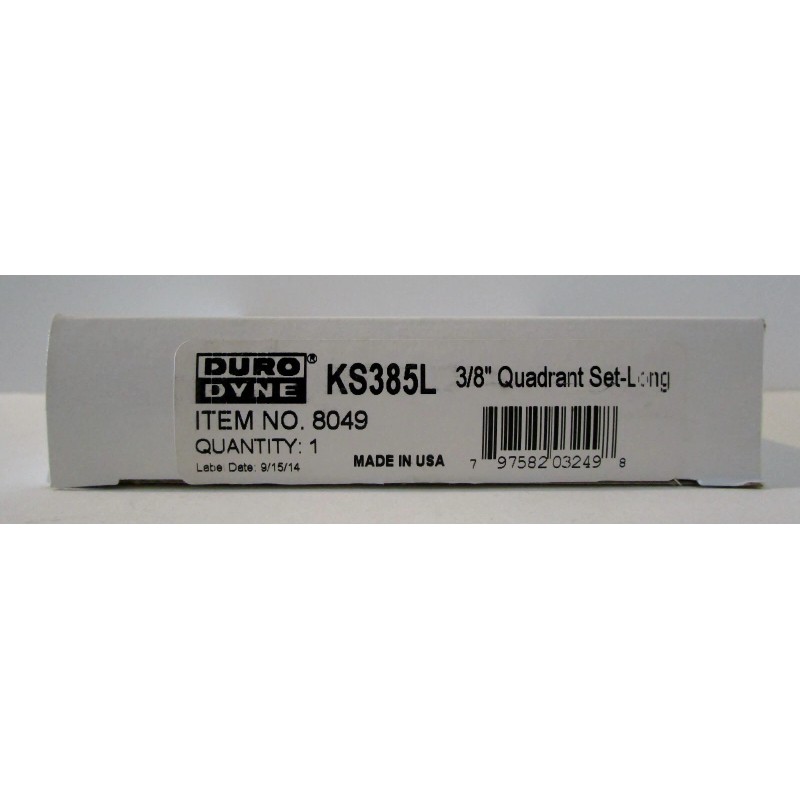 DURO DYNE® KS385L 3/8" Quadrant Set-Long
ITEM NO. 8049
QUANTITY: 1
Label Date: 9/15/14
MADE IN USA
7 97582 03249 8